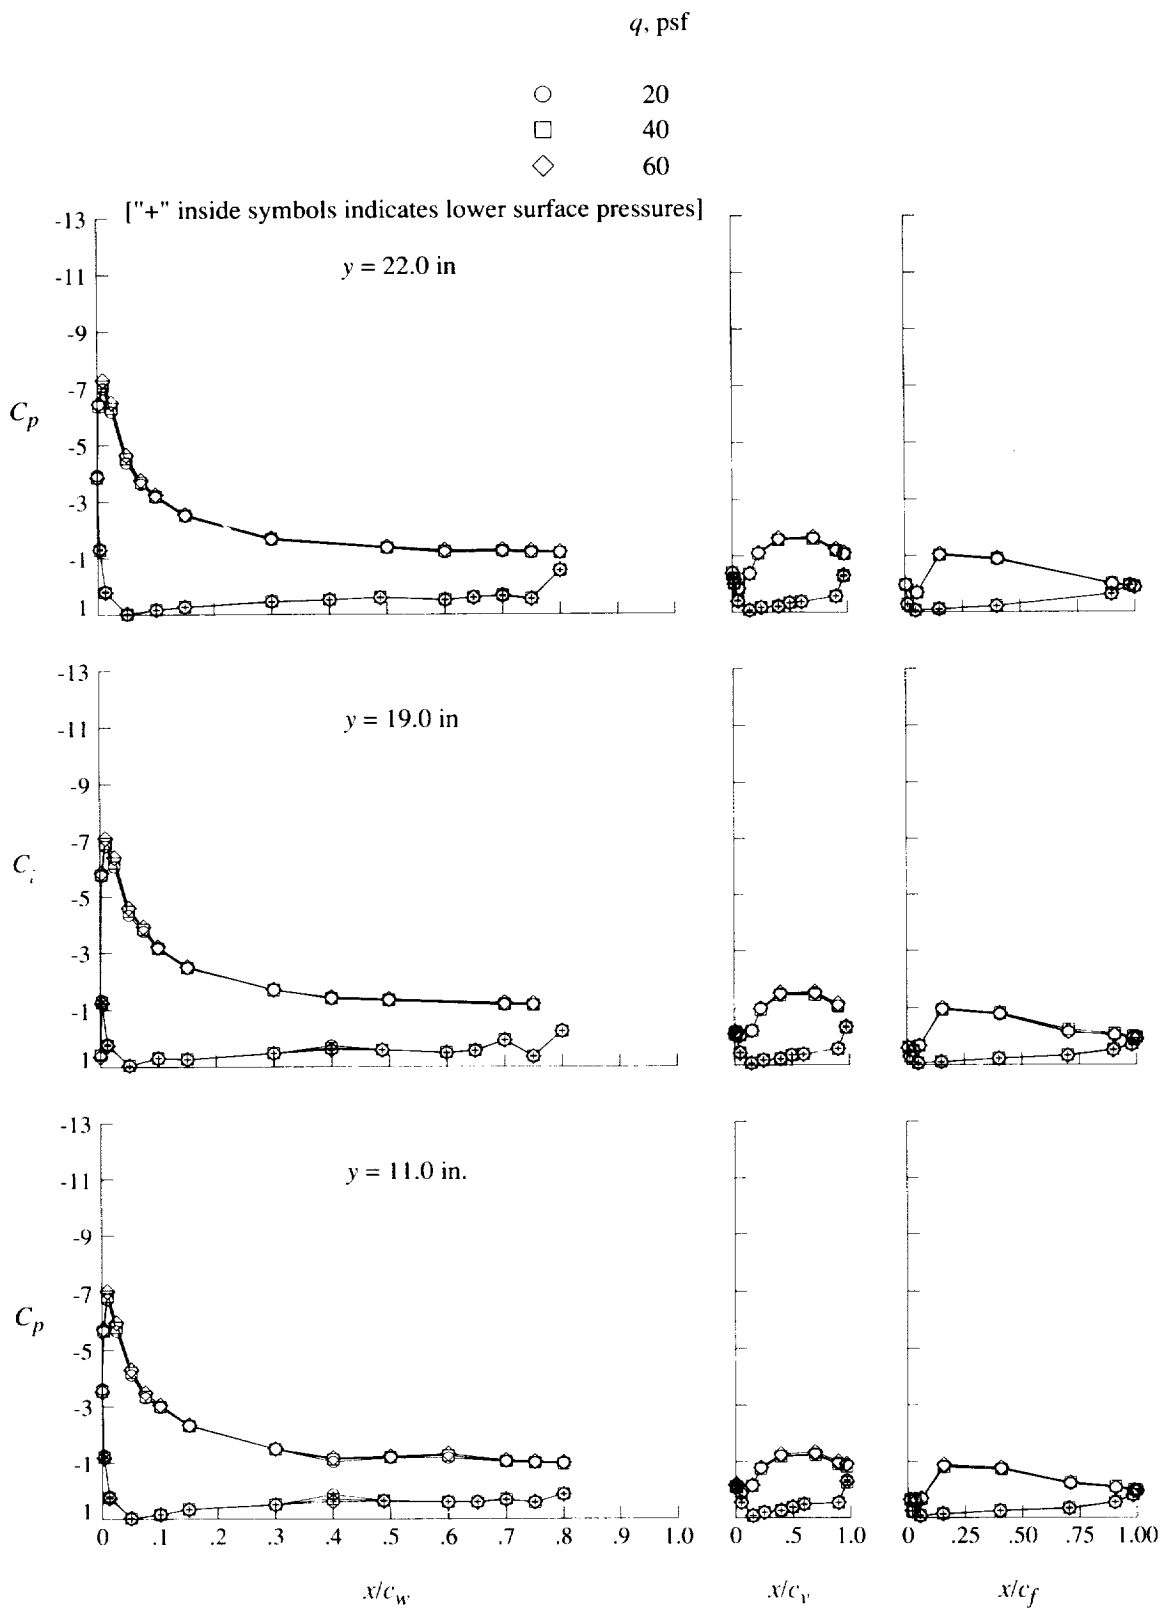 q, psf
○ 20
□ 40
◇ 60
["+" inside symbols indicates lower surface pressures]
-13
y = 22.0 in
-11
-9
-7
C_p
-5
-3
-1
1
-13
y = 19.0 in
-11
-9
-7
C_i
-5
-3
-1
1
-13
y = 11.0 in.
-11
-9
-7
C_p
-5
-3
-1
1
0 .1 .2 .3 .4 .5 .6 .7 .8 .9 1.0 0 .5 1.0 0 .25 .50 .75 1.00
x/c_w x/c_v x/c_f